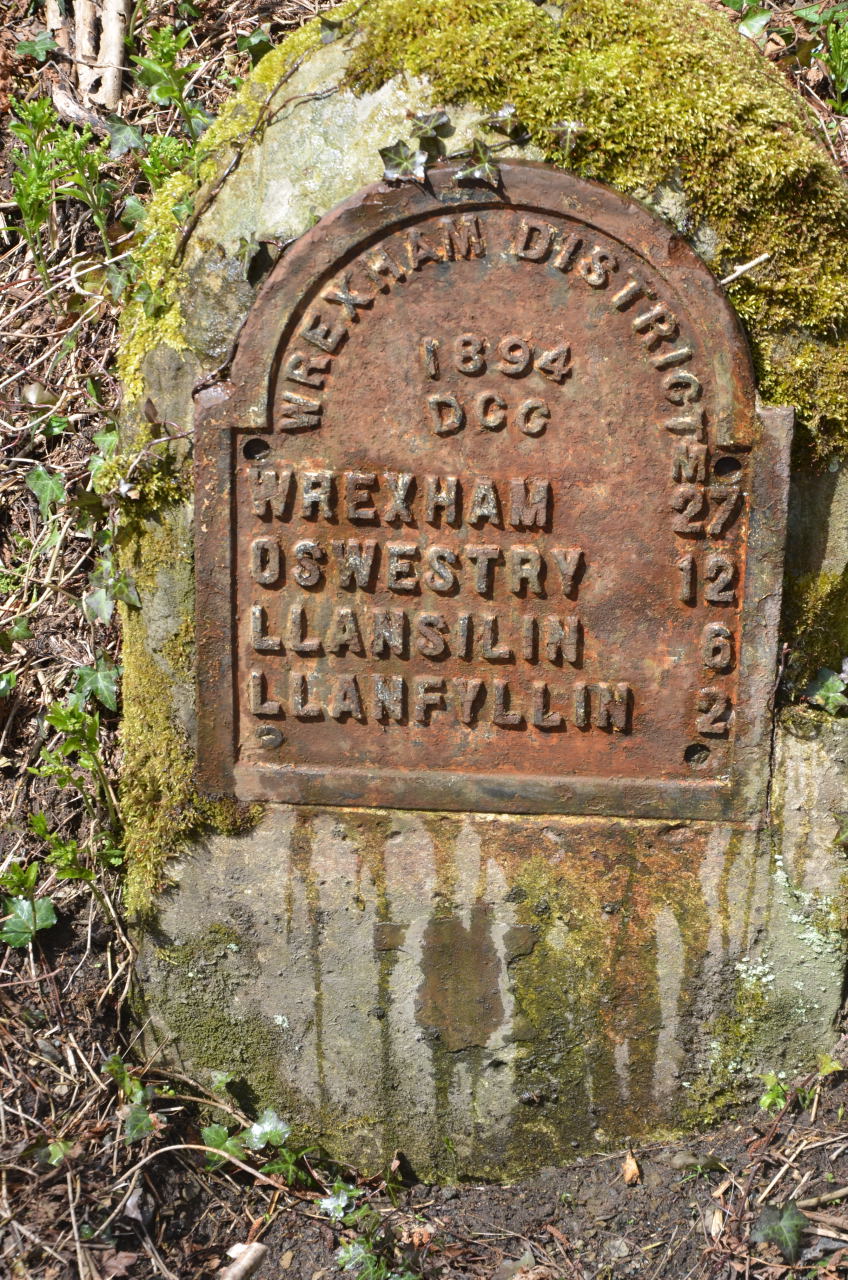 WREXHAM DISTRICT
1894
DCC
M
WREXHAM 27
OSWESTRY 12
LLANSILIN 6
LLANFYLLIN 2